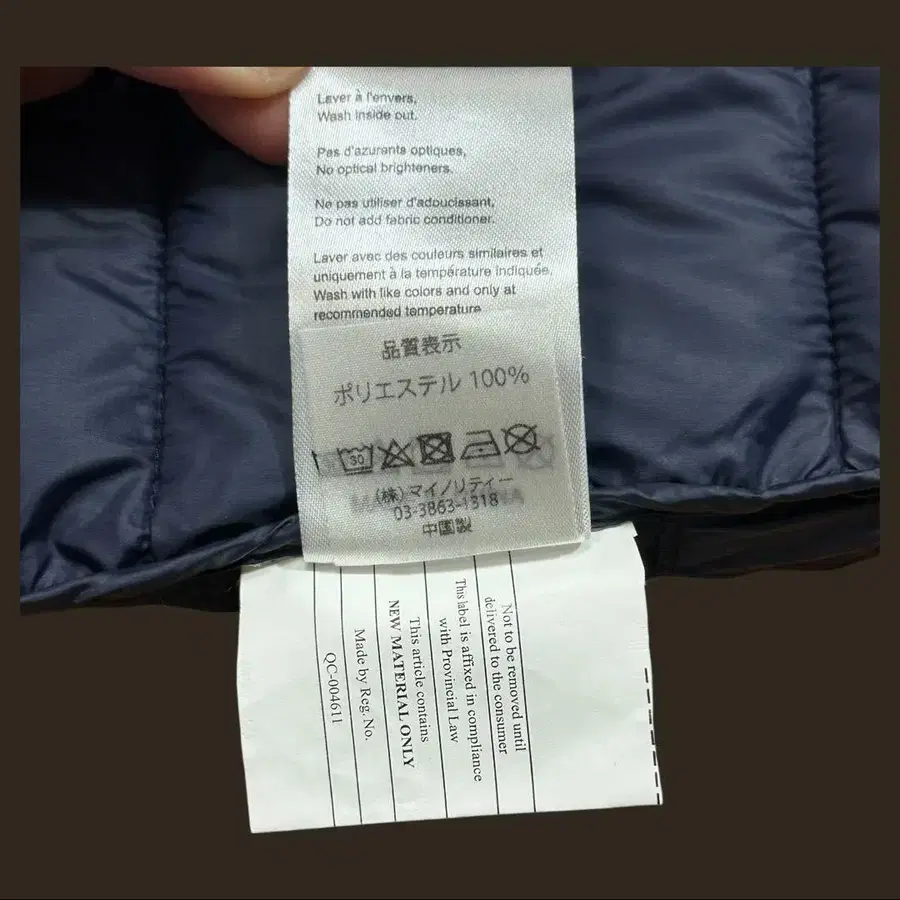 Laver à l'envers,
Wash inside out.
Pas d'azurants optiques,
No optical brighteners.
Ne pas utiliser d'adoucissant,
Do not add fabric conditioner.
Laver avec des couleurs similaires et
uniquement à la température indiquée,
Wash with like colors and only at
recommended temperature
品質表示
ポリエステル 100%
30
(株)マイノリティー
03-3863-1318
中国製
Not to be removed until
delivered to the consumer
This label is affixed in compliance
with Provincial Law
This article contains
NEW MATERIAL ONLY
Made by Reg. No.
QC-004611